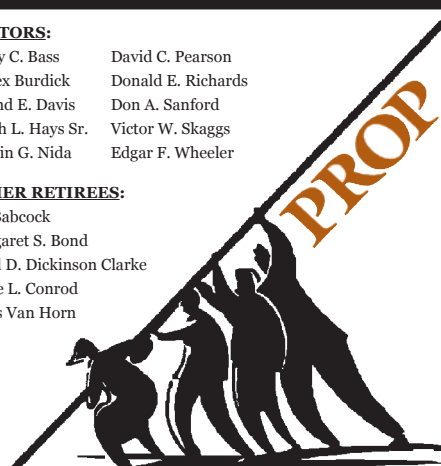 TORS:
y C. Bass
ex Burdick
nd E. Davis
h L. Hays Sr.
in G. Nida
David C. Pearson
Donald E. Richards
Don A. Sanford
Victor W. Skaggs
Edgar F. Wheeler
ER RETIREES:
Babcock
garet S. Bond
D. Dickinson Clarke
e L. Conrod
s Van Horn
PROP